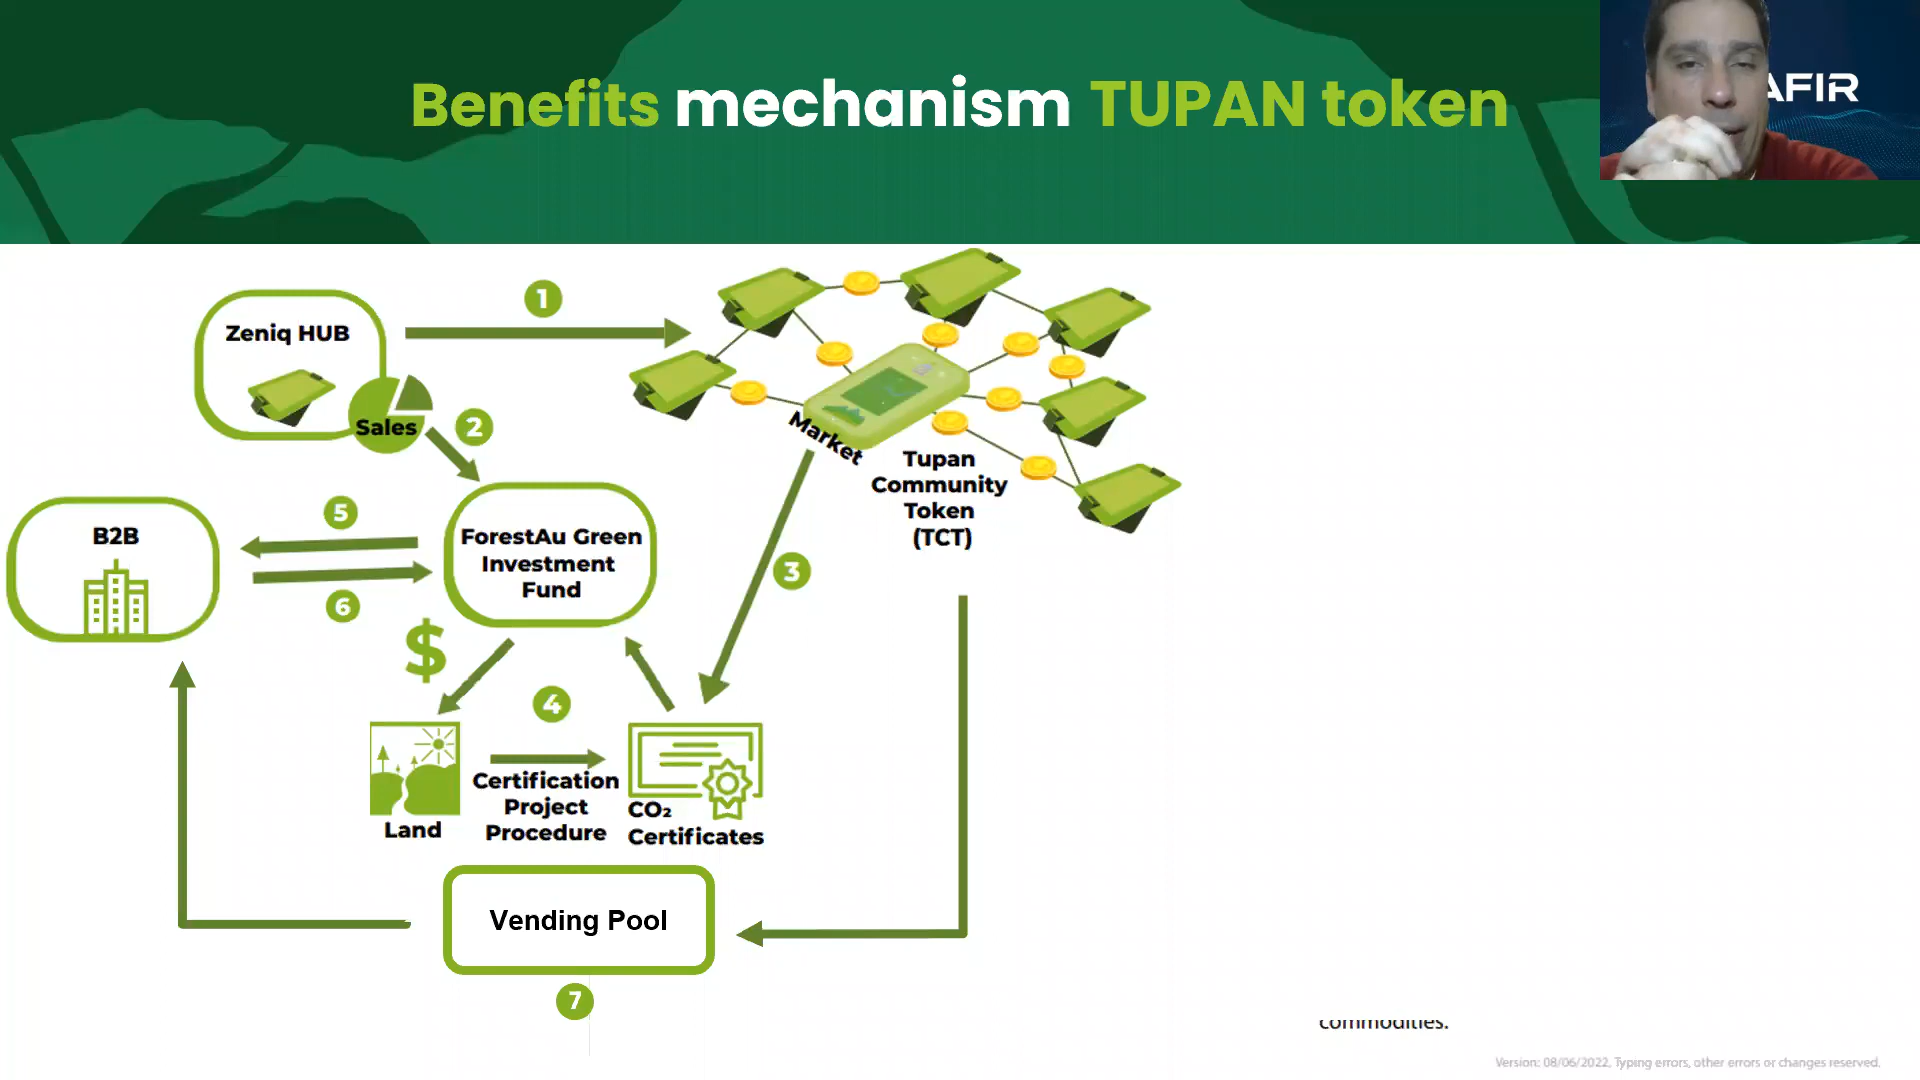 Benefits mechanism TUPAN token
AFIR
1
Zeniq HUB
Sales
2
Market
Tupan
Community
Token
(TCT)
B2B
5
6
ForestAu Green
Investment
Fund
3
$
4
Certification
Project
Procedure
Land
CO₂
Certificates
Vending Pool
7
commodities.
Version: 08/06/2022, Typing errors, other errors or changes reserved.